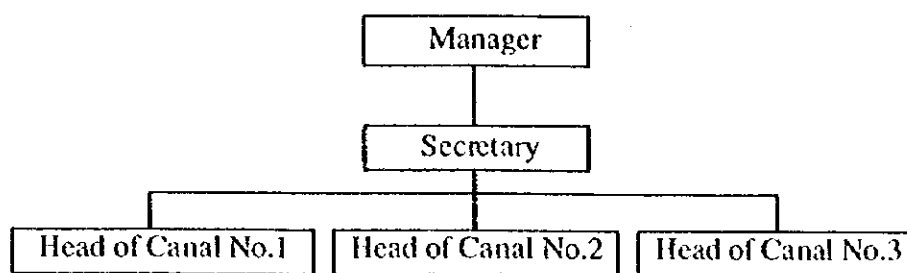 Manager
Secretary
Head of Canal No.1
Head of Canal No.2
Head of Canal No.3